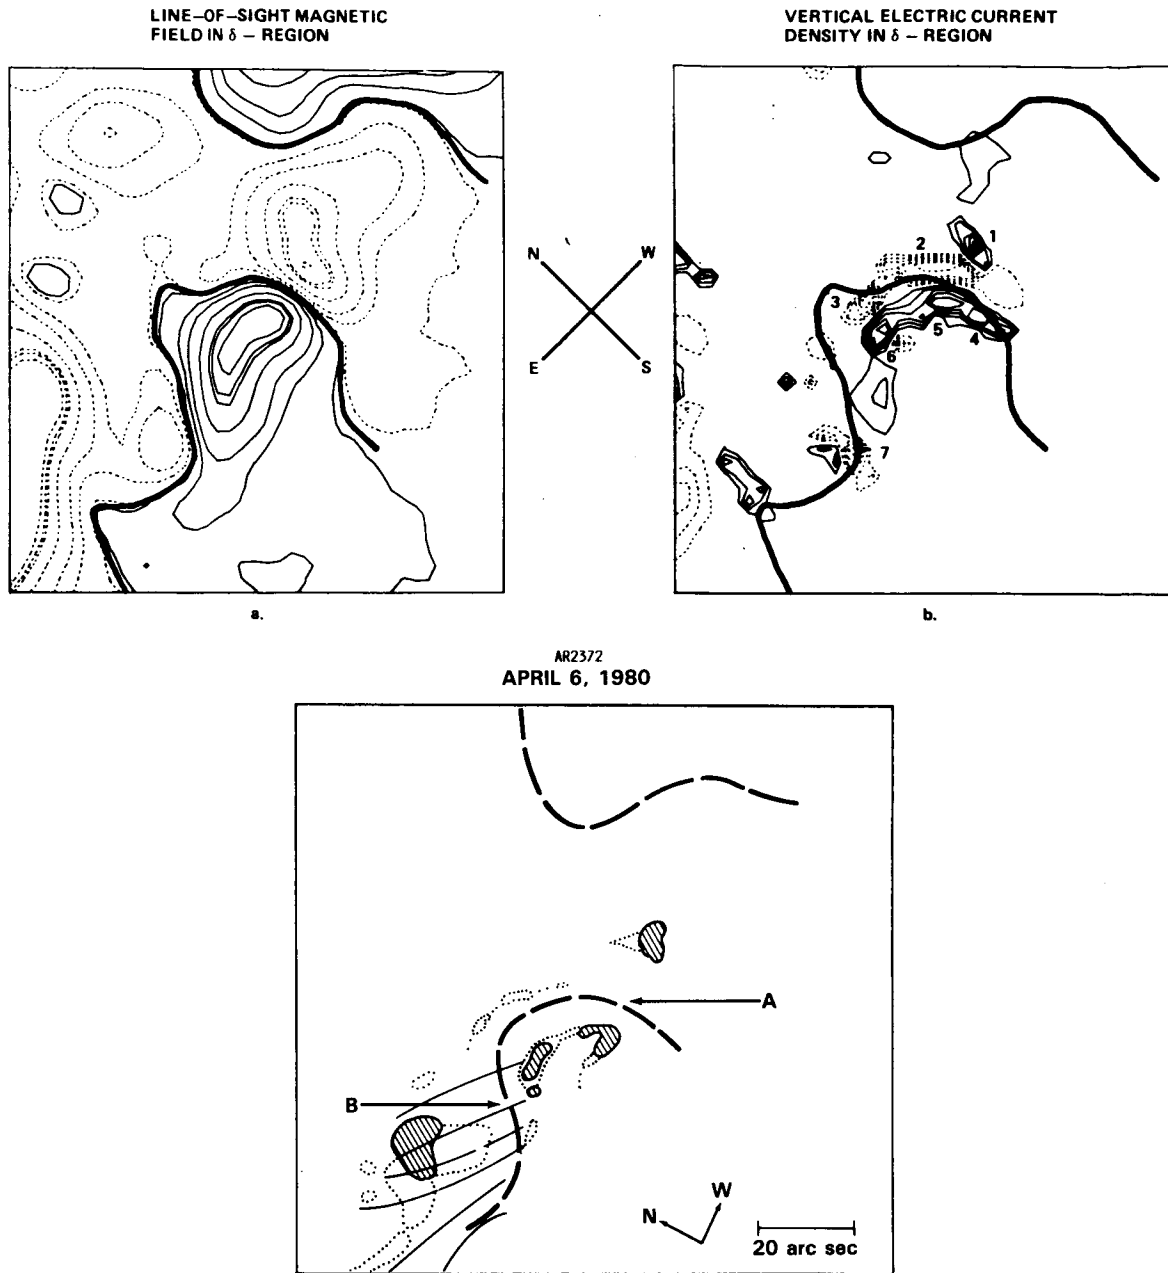 LINE–OF–SIGHT MAGNETIC
FIELD IN δ – REGION
VERTICAL ELECTRIC CURRENT
DENSITY IN δ – REGION
N
W
E
S
1
2
3
4
5
6
7
a.
b.
AR2372
APRIL 6, 1980
A
B
N
W
20 arc sec